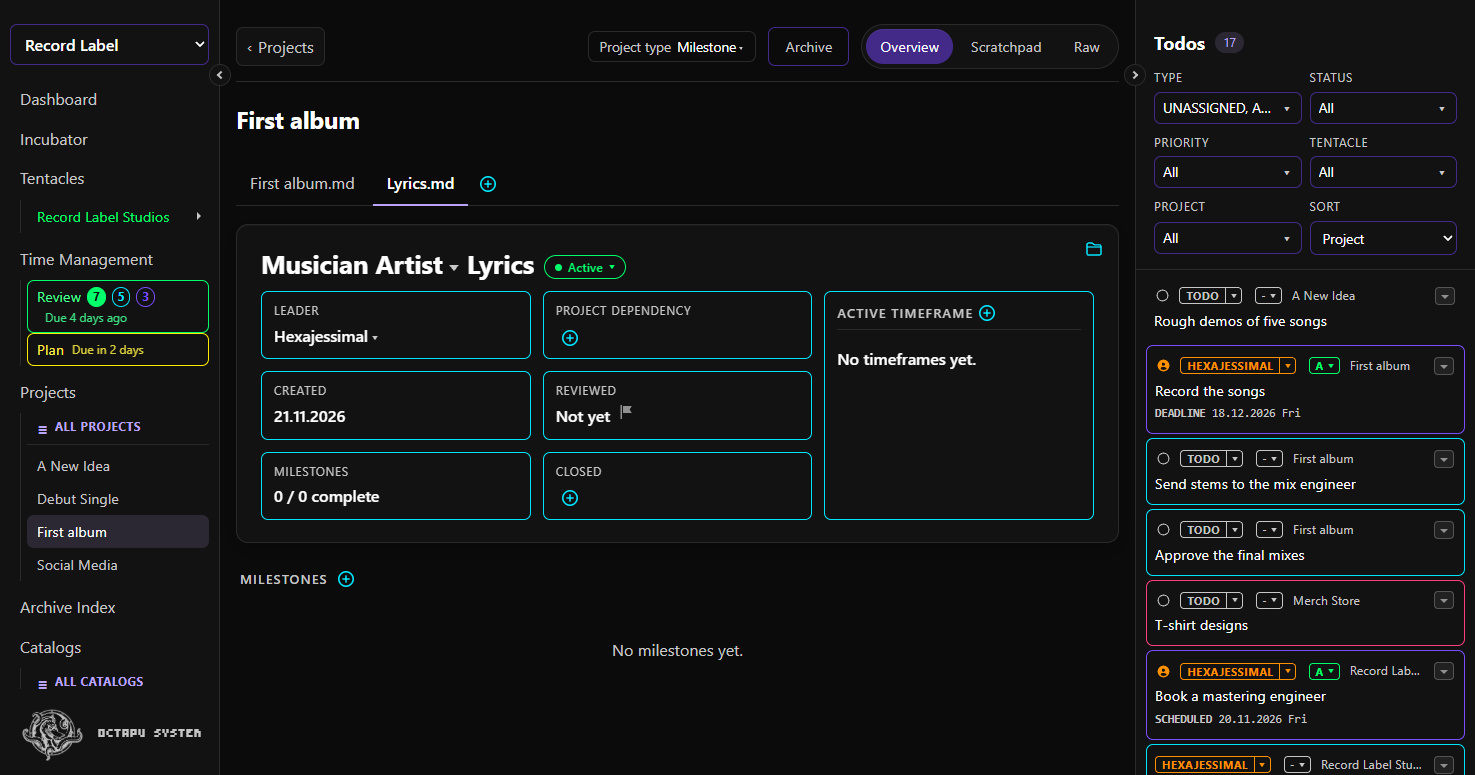 Record Label
Dashboard
Incubator
Tentacles
Record Label Studios
Time Management
Review 7 5 3
Due 4 days ago
Plan Due in 2 days
Projects
ALL PROJECTS
A New Idea
Debut Single
First album
Social Media
Archive Index
Catalogs
ALL CATALOGS
OCTAPU SYSTEM
‹ Projects
Project type Milestone
Archive
Overview
Scratchpad
Raw
First album
First album.md
Lyrics.md
Musician Artist Lyrics Active
LEADER
Hexajessimal
PROJECT DEPENDENCY
CREATED
21.11.2026
REVIEWED
Not yet
MILESTONES
0 / 0 complete
CLOSED
ACTIVE TIMEFRAME
No timeframes yet.
MILESTONES
No milestones yet.
Todos 17
TYPE
UNASSIGNED, A...
STATUS
All
PRIORITY
All
TENTACLE
All
PROJECT
All
SORT
Project
TODO - A New Idea
Rough demos of five songs
HEXAJESSIMAL A First album
Record the songs
DEADLINE 18.12.2026 Fri
TODO - First album
Send stems to the mix engineer
TODO - First album
Approve the final mixes
TODO - Merch Store
T-shirt designs
HEXAJESSIMAL A Record Lab...
Book a mastering engineer
SCHEDULED 20.11.2026 Fri
HEXAJESSIMAL - Record Label Stu...